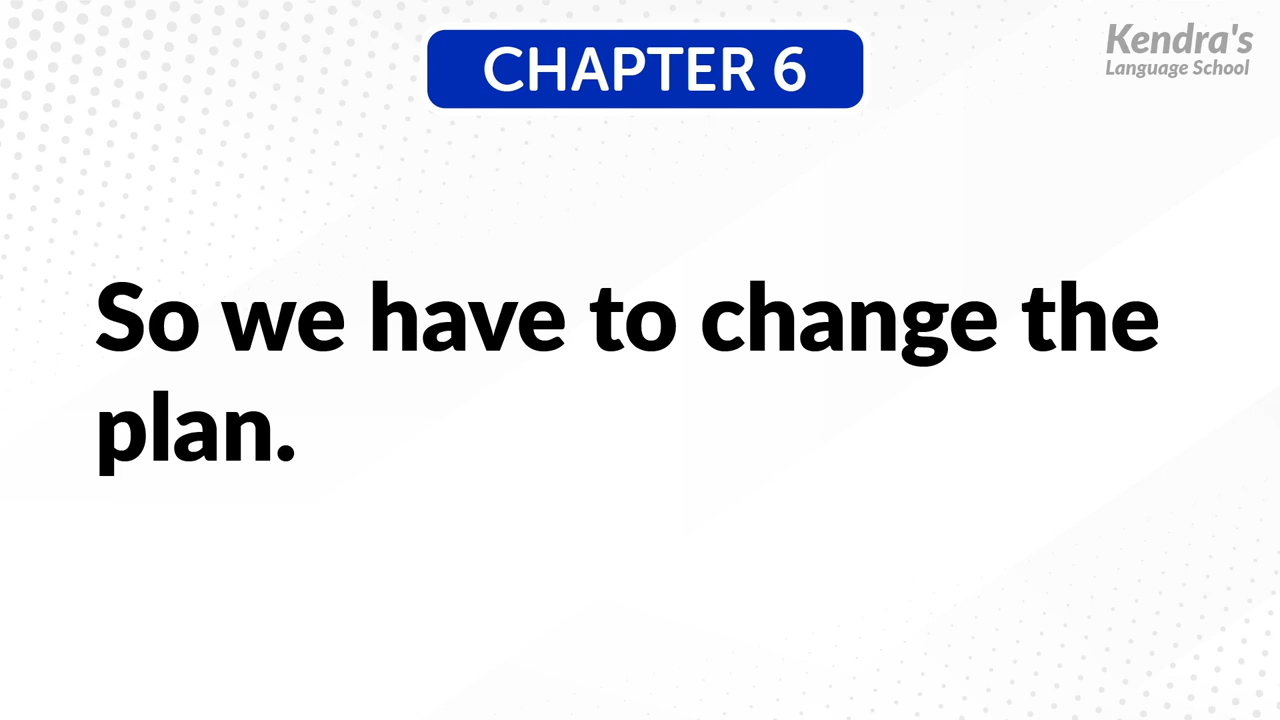 CHAPTER 6
Kendra's
Language School
So we have to change the
plan.